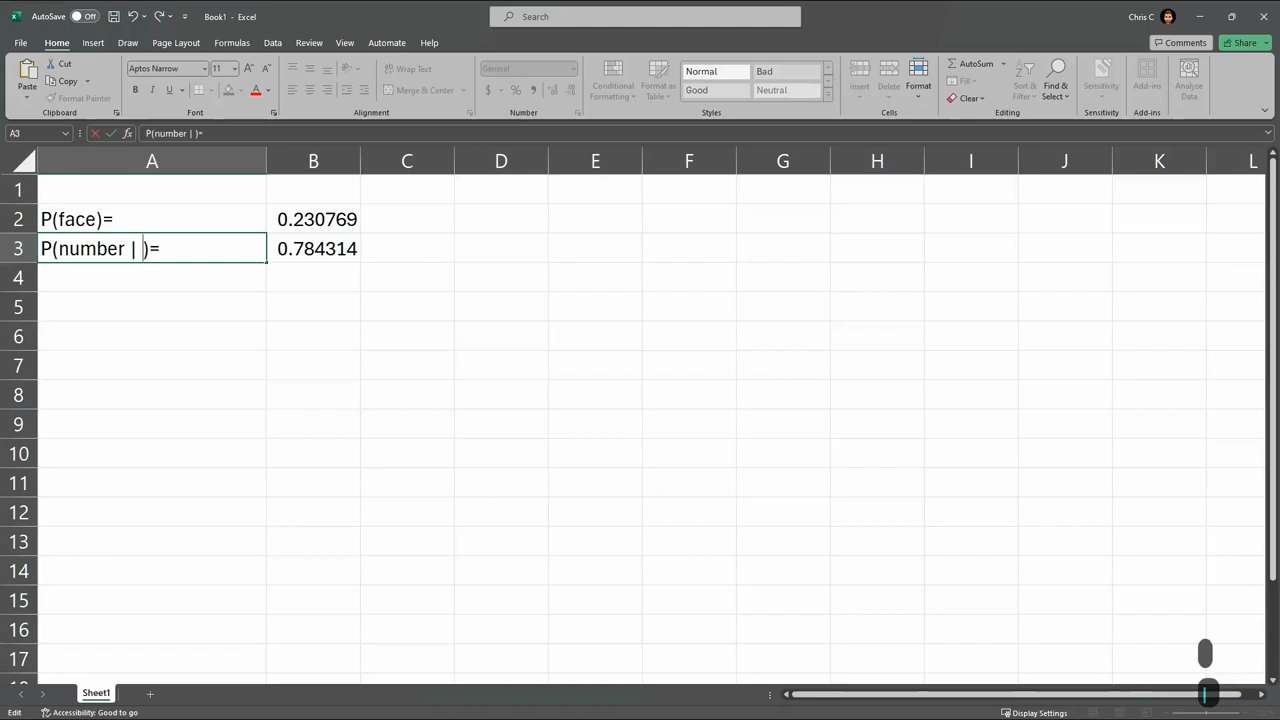 AutoSave Off Book1 - Excel Search Chris C
File Home Insert Draw Page Layout Formulas Data Review View Automate Help Comments Share
Cut Copy Format Painter Paste Clipboard
Aptos Narrow 11 A A B I U A Font
Wrap Text Merge & Center Alignment
General $ % Number
Conditional Formatting Format as Table Normal Bad Good Neutral Styles
Insert Delete Format Cells
AutoSum Fill Clear Sort & Filter Find & Select Editing
Sensitivity Sensitivity Add-ins Add-ins Analyze Data
A3 fx P(number | )=
A B C D E F G H I J K L
1
2 P(face)= 0.230769
3 P(number | )= 0.784314
4
5
6
7
8
9
10
11
12
13
14
15
16
17
Sheet1
Edit Accessibility: Good to go Display Settings